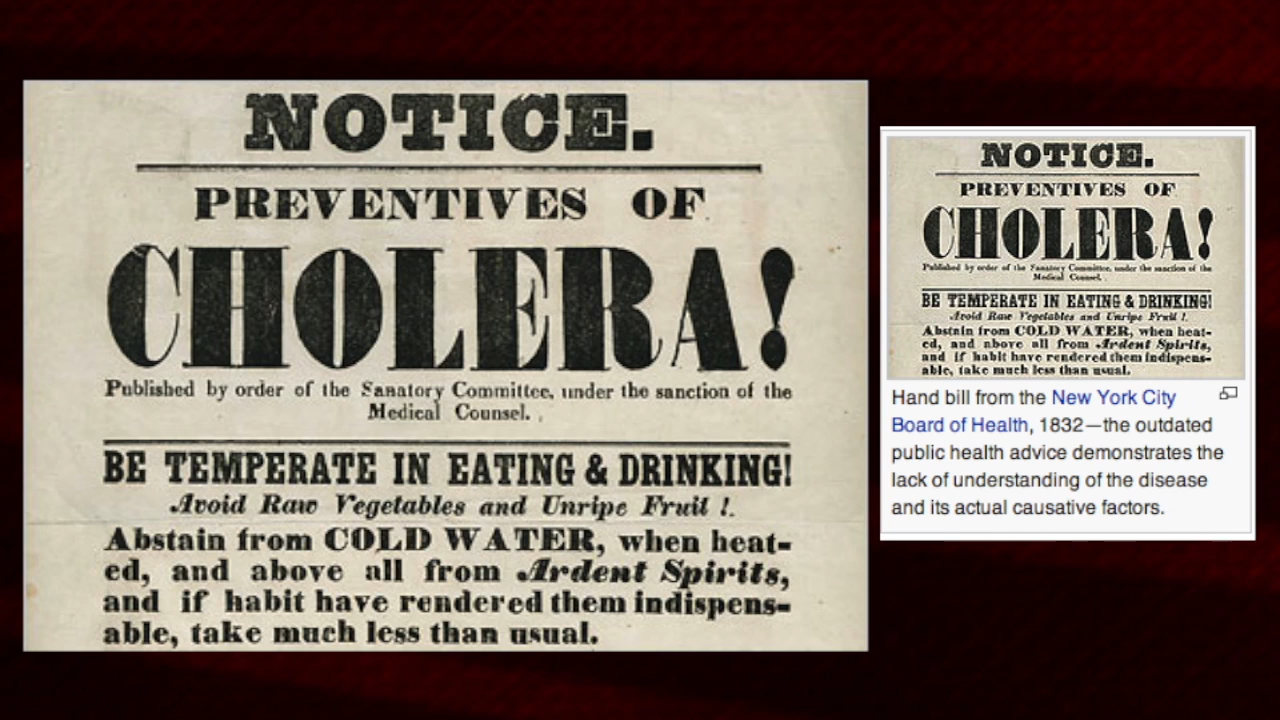 NOTICE.
PREVENTIVES OF
CHOLERA!
Published by order of the Sanatory Committee, under the sanction of the
Medical Counsel.
BE TEMPERATE IN EATING & DRINKING!
Avoid Raw Vegetables and Unripe Fruit !.
Abstain from COLD WATER, when heat-
ed, and above all from Ardent Spirits,
and if habit have rendered them indispens-
able, take much less than usual.
NOTICE.
PREVENTIVES OF
CHOLERA!
Published by order of the Sanatory Committee, under the sanction of the
Medical Counsel.
BE TEMPERATE IN EATING & DRINKING!
Avoid Raw Vegetables and Unripe Fruit !.
Abstain from COLD WATER, when heat-
ed, and above all from Ardent Spirits,
and if habit have rendered them indispens-
able, take much less than usual.
Hand bill from the New York City
Board of Health, 1832—the outdated
public health advice demonstrates the
lack of understanding of the disease
and its actual causative factors.